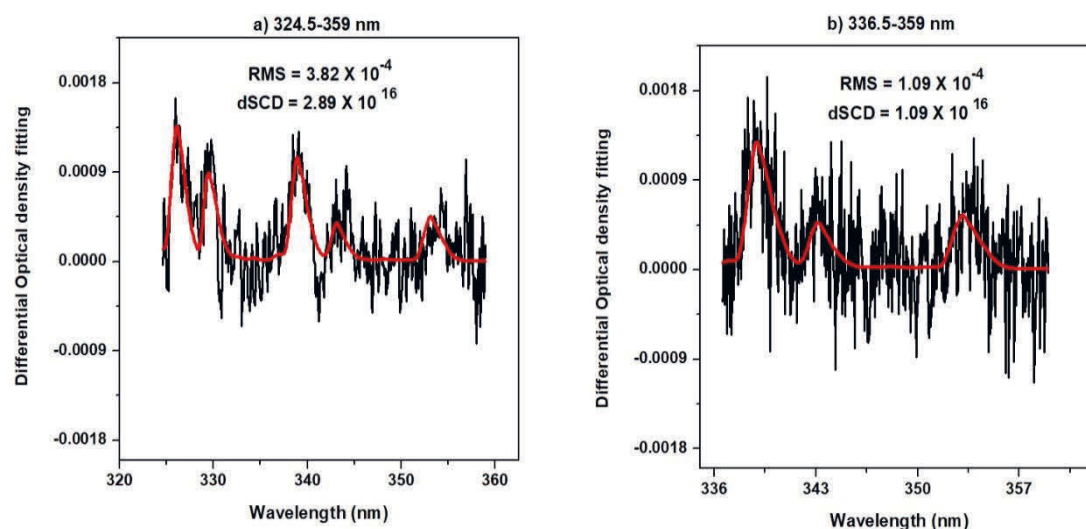 a) 324.5-359 nm
RMS = 3.82 X 10-4
dSCD = 2.89 X 10 16
Differential Optical density fitting
0.0018
0.0009
0.0000
-0.0009
-0.0018
320 330 340 350 360
Wavelength (nm)
b) 336.5-359 nm
RMS = 1.09 X 10-4
dSCD = 1.09 X 10 16
Differential Optical density fitting
0.0018
0.0009
0.0000
-0.0009
-0.0018
336 343 350 357
Wavelength (nm)